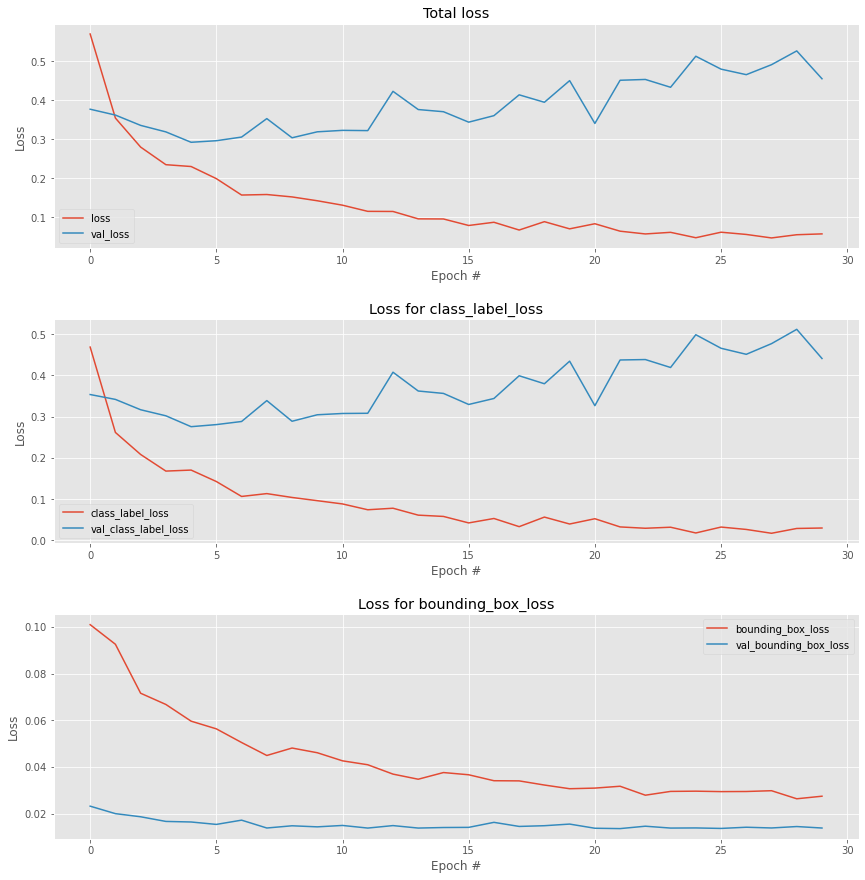 Total loss
0.5
0.4
0.3
0.2
0.1
Loss
loss
val_loss
0 5 10 15 20 25 30
Epoch #
Loss for class_label_loss
0.5
0.4
0.3
0.2
0.1
0.0
Loss
class_label_loss
val_class_label_loss
0 5 10 15 20 25 30
Epoch #
Loss for bounding_box_loss
0.10
0.08
0.06
0.04
0.02
Loss
bounding_box_loss
val_bounding_box_loss
0 5 10 15 20 25 30
Epoch #